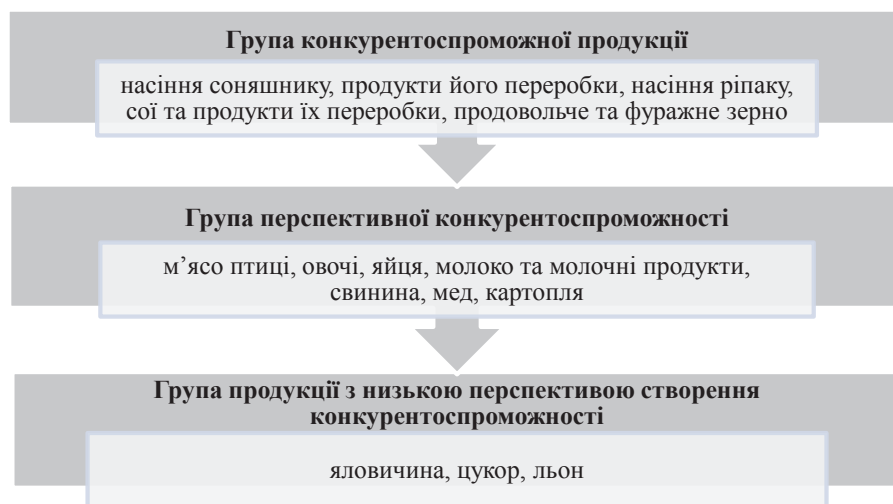 Група конкурентоспроможної продукції
насіння соняшнику, продукти його переробки, насіння ріпаку,
сої та продукти їх переробки, продовольче та фуражне зерно
Група перспективної конкурентоспроможності
м’ясо птиці, овочі, яйця, молоко та молочні продукти,
свинина, мед, картопля
Група продукції з низькою перспективою створення
конкурентоспроможності
яловичина, цукор, льон